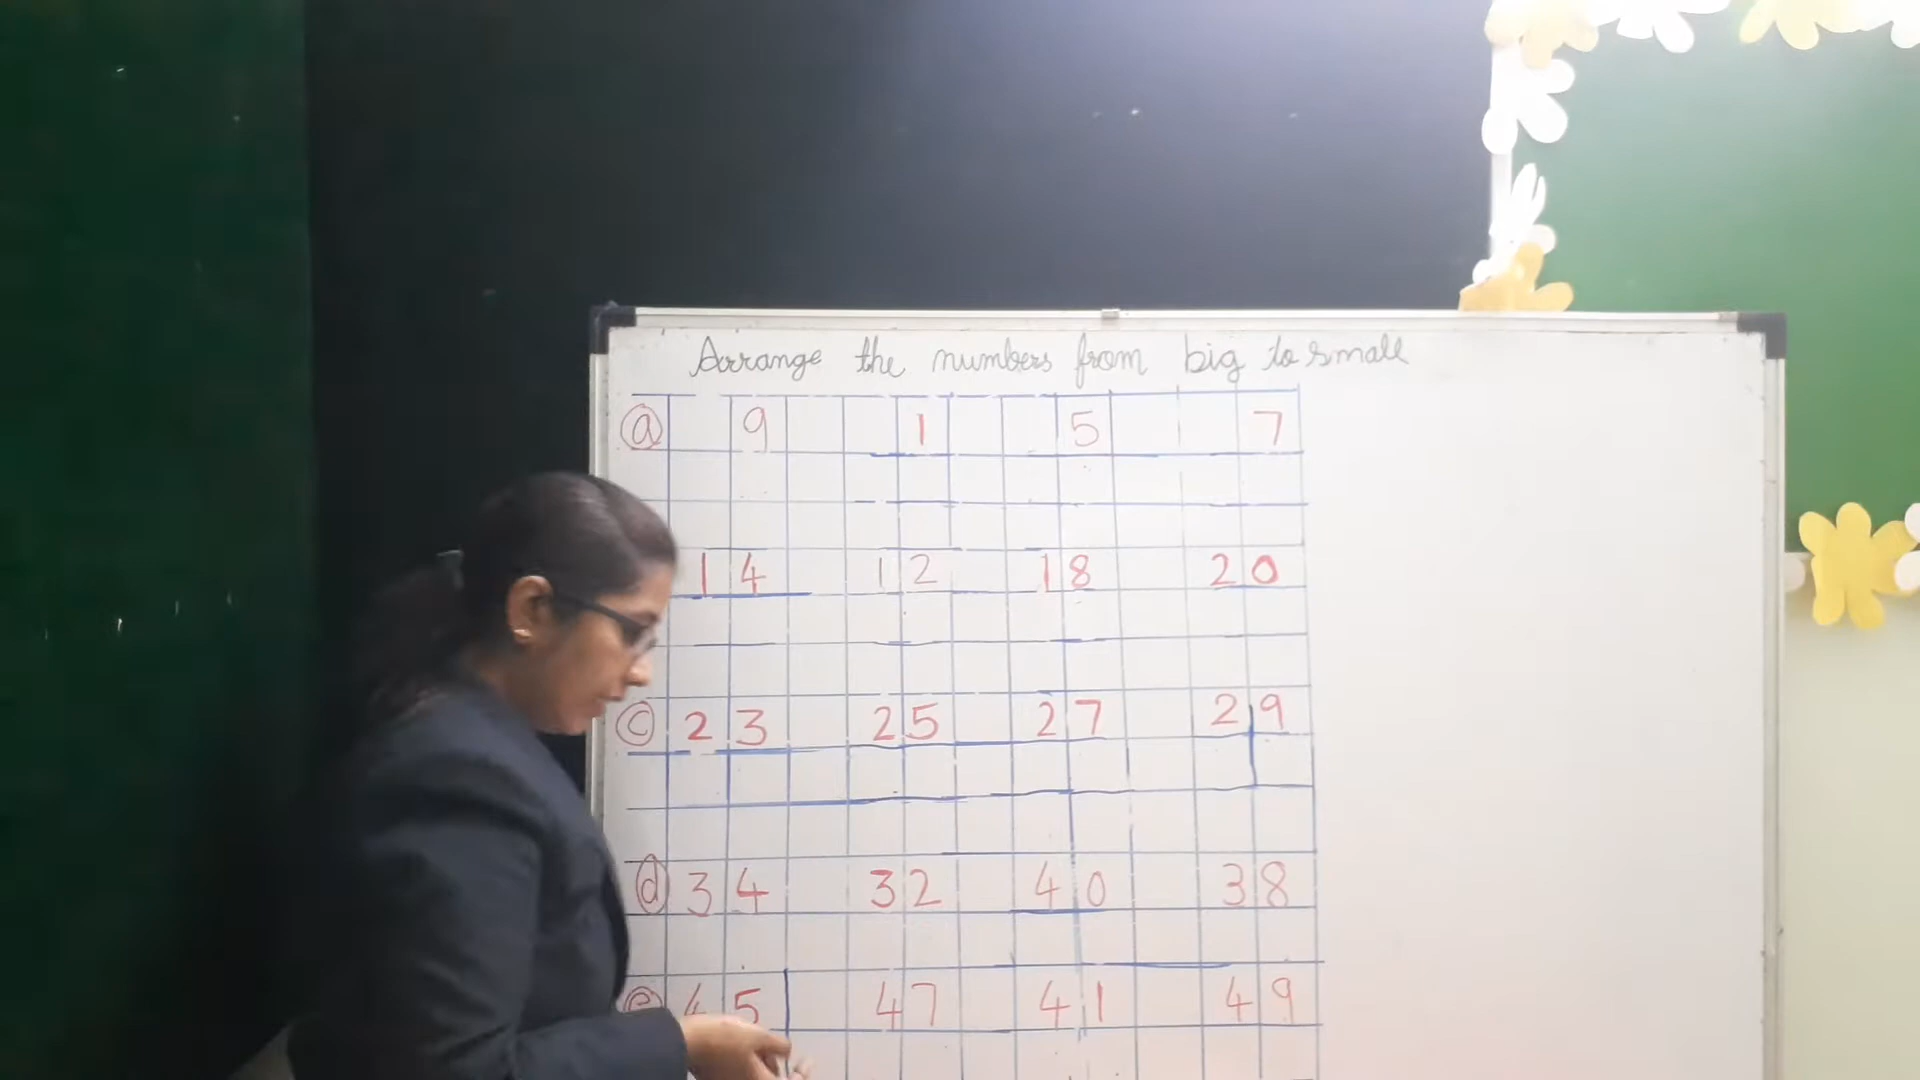 Arrange the numbers from big to small
a 9 1 5 7
14 12 18 20
c 23 25 27 29
d 34 32 40 38
e 45 47 41 49